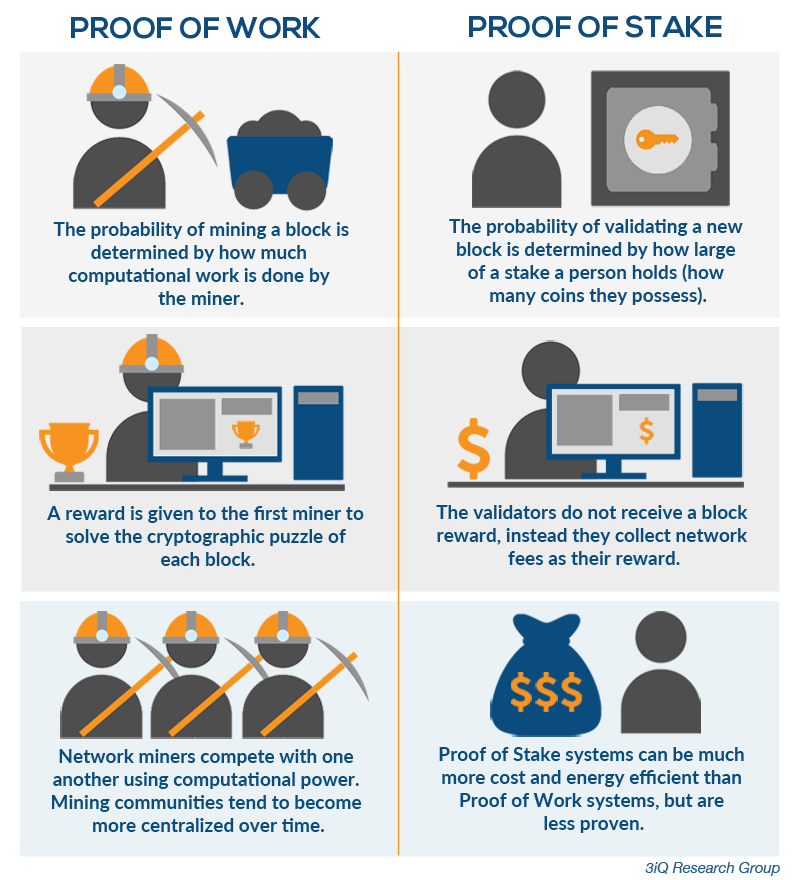 PROOF OF WORK
PROOF OF STAKE
The probability of mining a block is
determined by how much
computational work is done by
the miner.
The probability of validating a new
block is determined by how large
of a stake a person holds (how
many coins they possess).
$
$
A reward is given to the first miner to
solve the cryptographic puzzle of
each block.
The validators do not receive a block
reward, instead they collect network
fees as their reward.
$$$
Network miners compete with one
another using computational power.
Mining communities tend to become
more centralized over time.
Proof of Stake systems can be much
more cost and energy efficient than
Proof of Work systems, but are
less proven.
3iQ Research Group